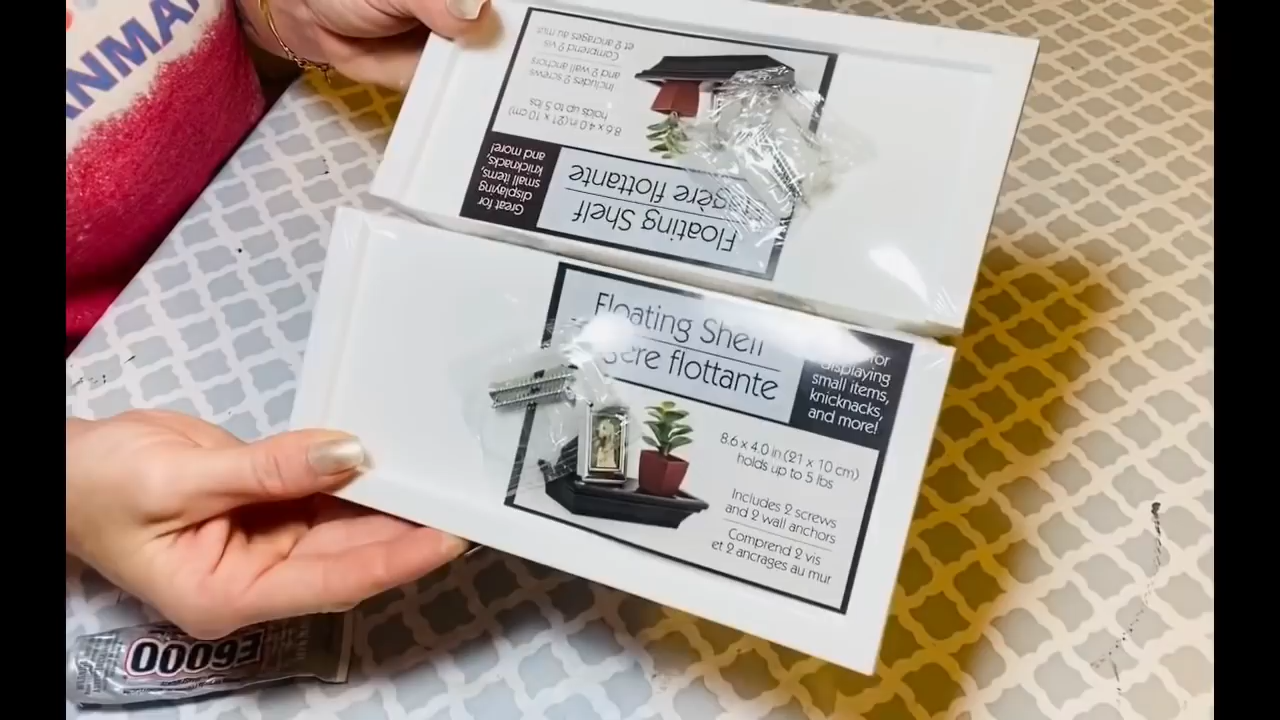 ANMA
includes 2 screws
and 2 wall anchors
Comprend 2 vis
et 2 ancrages au mur
8.6 x 4.0 in (21 x 10 cm)
holds up to 5 lbs
Great for
displaying
small items,
knicknacks,
and more!
Floating Shelf
flottante
Floating Shelf
flottante
for
displaying
small items,
knicknacks,
and more!
8.6 x 4.0 in (21 x 10 cm)
holds up to 5 lbs
Includes 2 screws
and 2 wall anchors
Comprend 2 vis
et 2 ancrages au mur
E6000